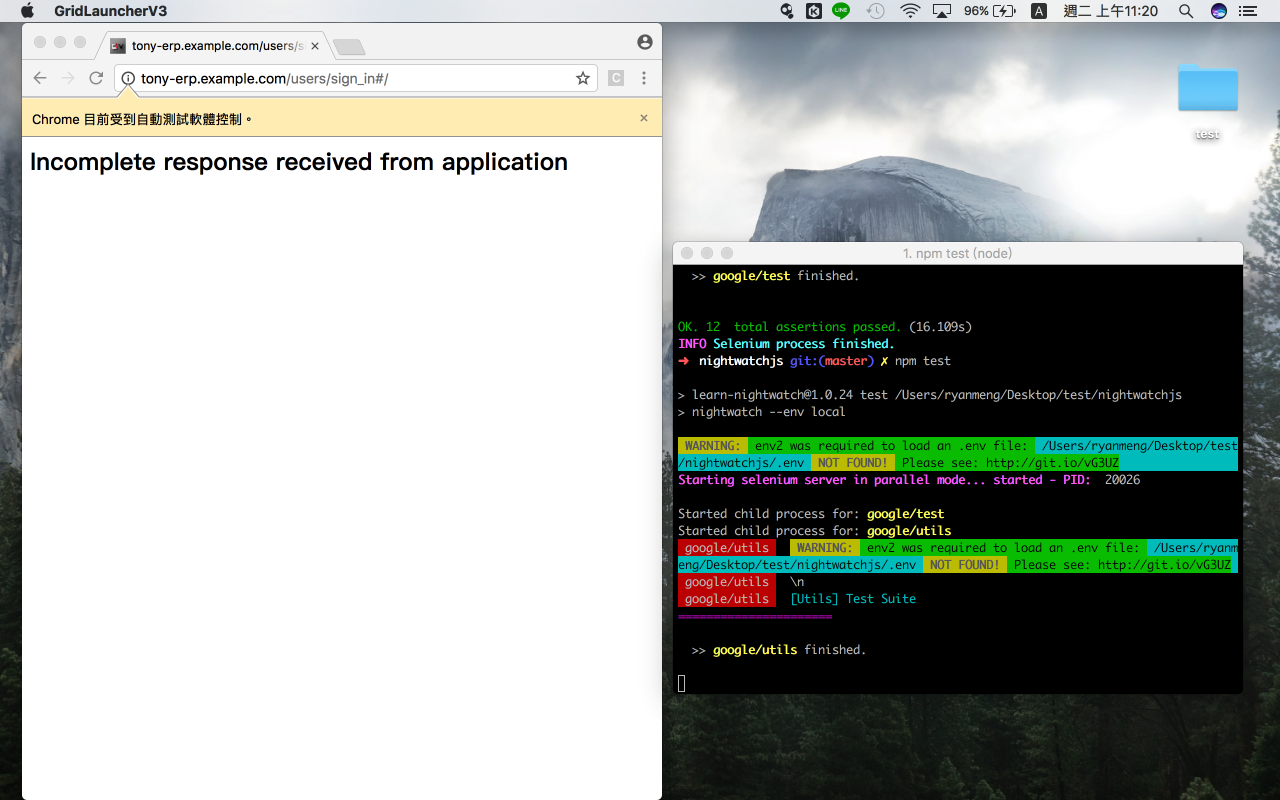 GridLauncherV3
LINE
96%
A
週二 上午11:20
tony-erp.example.com/users/s
tony-erp.example.com/users/sign_in#/
C
Chrome 目前受到自動測試軟體控制。
Incomplete response received from application
test
1. npm test (node)
>> google/test finished.
OK. 12 total assertions passed. (16.109s)
INFO Selenium process finished.
➜ nightwatchjs git:(master) ✗ npm test
> learn-nightwatch@1.0.24 test /Users/ryanmeng/Desktop/test/nightwatchjs
> nightwatch --env local
WARNING: env2 was required to load an .env file: /Users/ryanmeng/Desktop/test
/nightwatchjs/.env NOT FOUND! Please see: http://git.io/vG3UZ
Starting selenium server in parallel mode... started - PID: 20026
Started child process for: google/test
Started child process for: google/utils
google/utils WARNING: env2 was required to load an .env file: /Users/ryanm
eng/Desktop/test/nightwatchjs/.env NOT FOUND! Please see: http://git.io/vG3UZ
google/utils \n
google/utils [Utils] Test Suite
======================
>> google/utils finished.